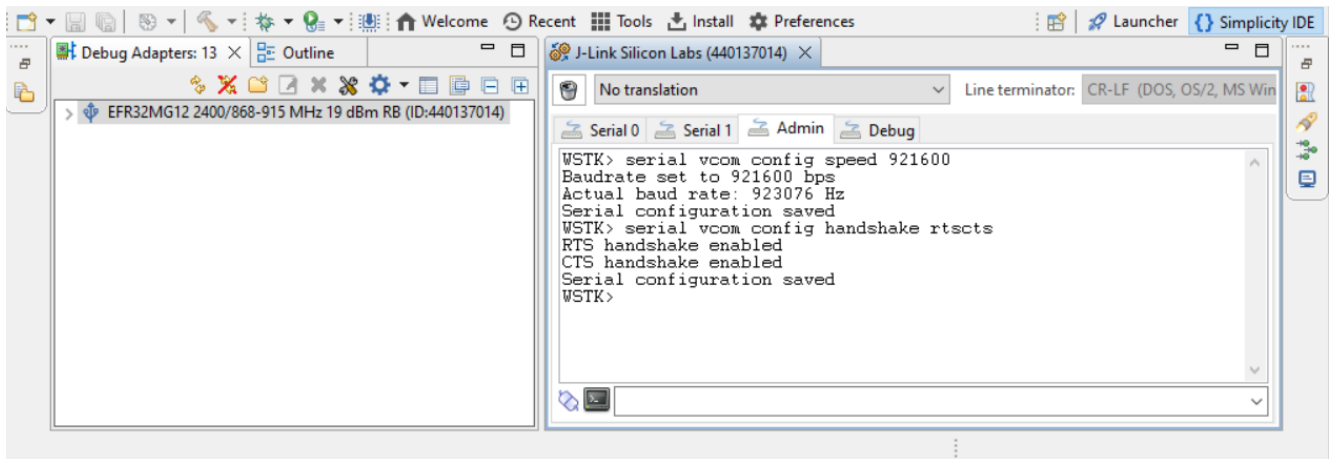 Welcome Recent Tools Install Preferences Launcher {} Simplicity IDE
Debug Adapters: 13 Outline
J-Link Silicon Labs (440137014)
EFR32MG12 2400/868-915 MHz 19 dBm RB (ID:440137014)
No translation Line terminator: CR-LF (DOS, OS/2, MS Win
Serial 0 Serial 1 Admin Debug
WSTK> serial vcom config speed 921600
Baudrate set to 921600 bps
Actual baud rate: 923076 Hz
Serial configuration saved
WSTK> serial vcom config handshake rtscts
RTS handshake enabled
CTS handshake enabled
Serial configuration saved
WSTK>